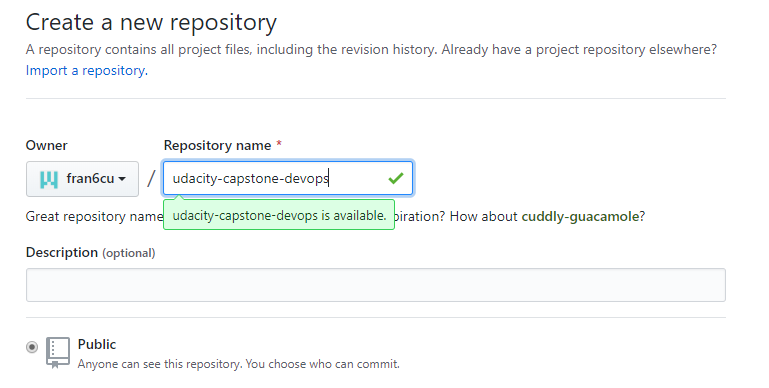 Create a new repository
A repository contains all project files, including the revision history. Already have a project repository elsewhere?
Import a repository.
Owner
Repository name *
fran6cu
/
udacity-capstone-devops
Great repository name
udacity-capstone-devops is available.
piration? How about cuddly-guacamole?
Description (optional)
Public
Anyone can see this repository. You choose who can commit.